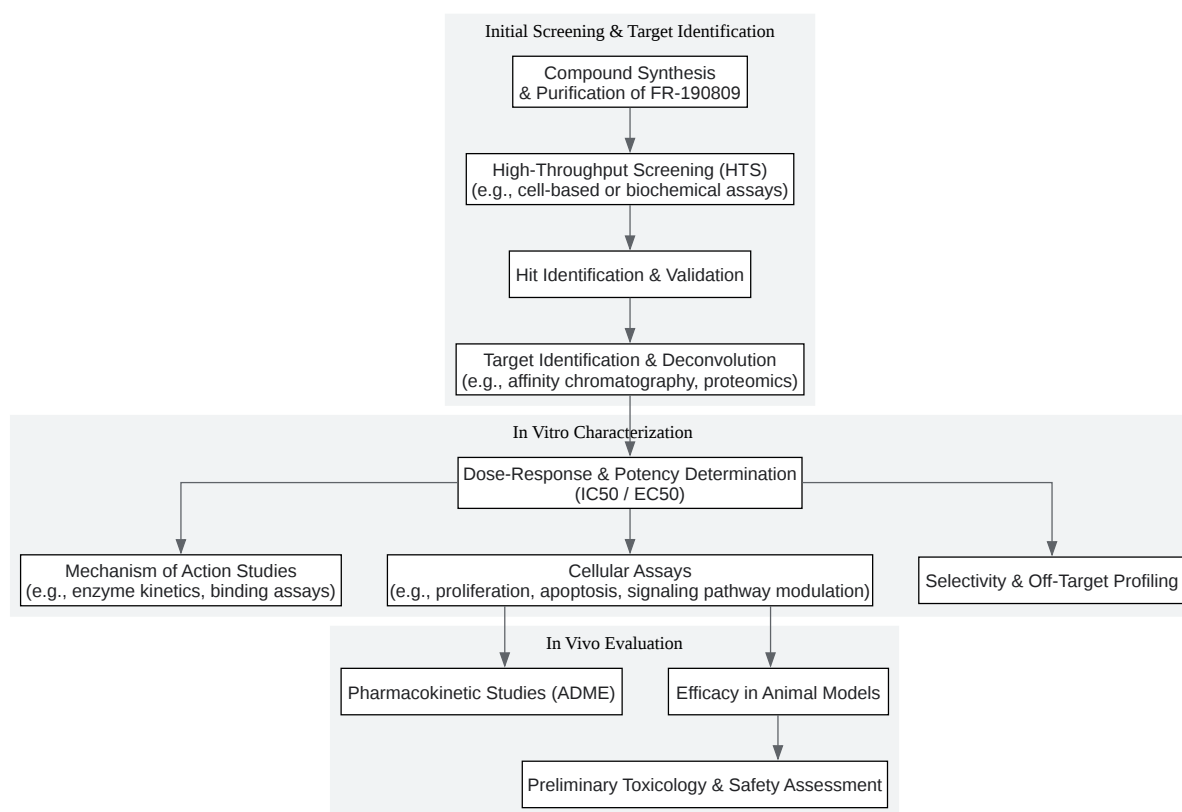 Initial Screening & Target Identification
Compound Synthesis
& Purification of FR-190809
High-Throughput Screening (HTS)
(e.g., cell-based or biochemical assays)
Hit Identification & Validation
Target Identification & Deconvolution
(e.g., affinity chromatography, proteomics)
In Vitro Characterization
Dose-Response & Potency Determination
(IC50 / EC50)
Mechanism of Action Studies
(e.g., enzyme kinetics, binding assays)
Cellular Assays
(e.g., proliferation, apoptosis, signaling pathway modulation)
Selectivity & Off-Target Profiling
In Vivo Evaluation
Pharmacokinetic Studies (ADME)
Efficacy in Animal Models
Preliminary Toxicology & Safety Assessment